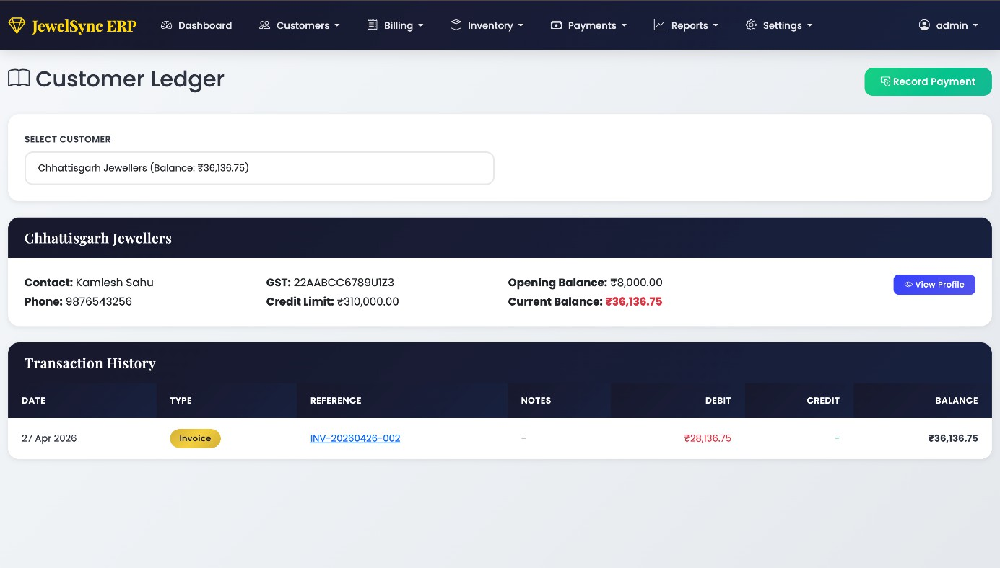 JewelSync ERP Dashboard Customers Billing Inventory Payments Reports Settings admin
Customer Ledger
Record Payment
SELECT CUSTOMER
Chhattisgarh Jewellers (Balance: ₹36,136.75)
Chhattisgarh Jewellers
Contact: Kamlesh Sahu GST: 22AABCC6789U1Z3 Opening Balance: ₹8,000.00 View Profile
Phone: 9876543256 Credit Limit: ₹310,000.00 Current Balance: ₹36,136.75
Transaction History
DATE TYPE REFERENCE NOTES DEBIT CREDIT BALANCE
27 Apr 2026 Invoice INV-20260426-002 - ₹28,136.75 - ₹36,136.75